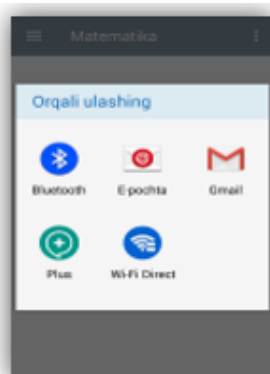 Matematika
Orqali ulashing
Bluetooth E-pochta Gmail
Plus Wi-Fi Direct